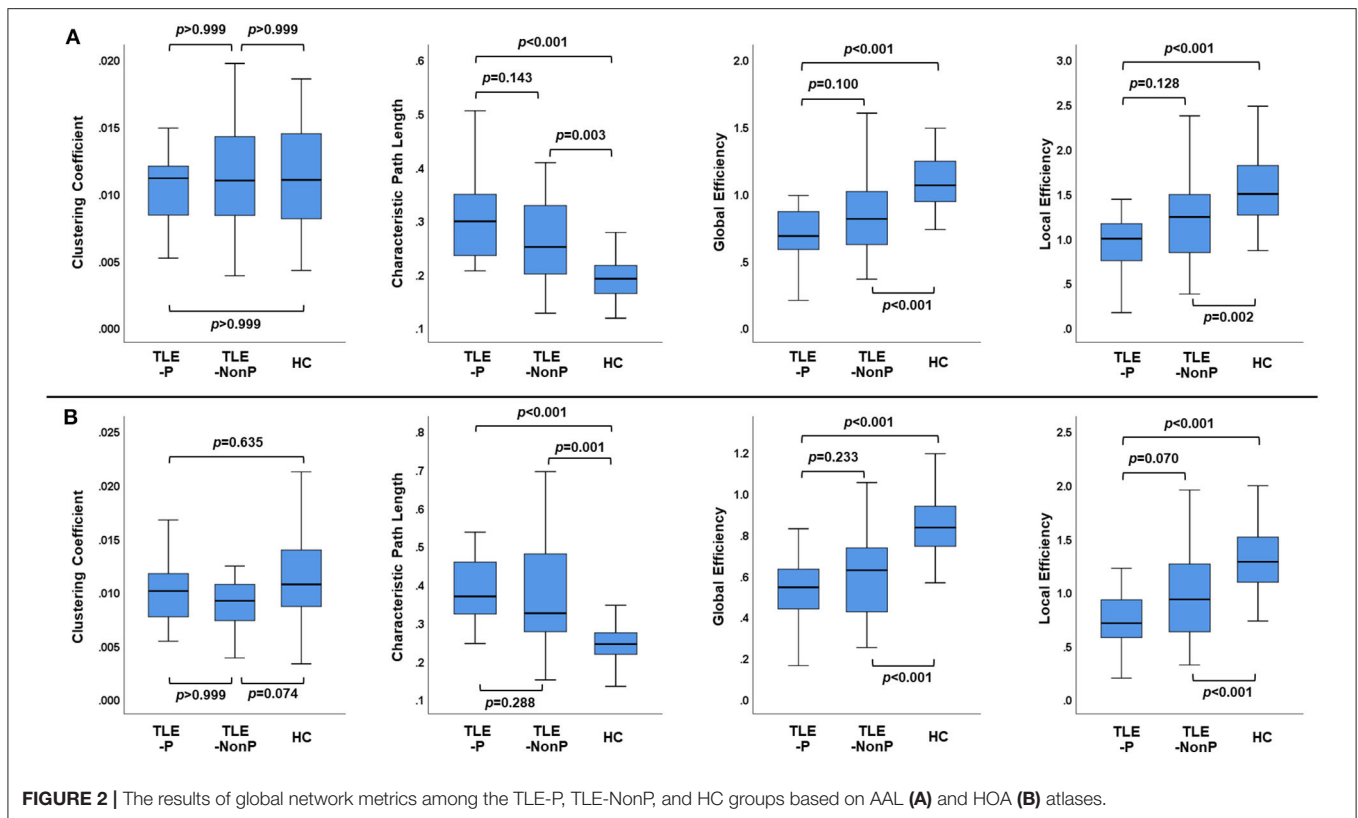 A
Clustering Coefficient
.020
.015
.010
.005
.000
p>0.999
p>0.999
p>0.999
TLE
-P
TLE
-NonP
HC
Characteristic Path Length
.6
.5
.4
.3
.2
.1
p<0.001
p=0.143
p=0.003
TLE
-P
TLE
-NonP
HC
Global Efficiency
2.0
1.5
1.0
.5
.0
p<0.001
p=0.100
p<0.001
TLE
-P
TLE
-NonP
HC
Local Efficiency
3.0
2.5
2.0
1.5
1.0
.5
.0
p<0.001
p=0.128
p=0.002
TLE
-P
TLE
-NonP
HC
B
Clustering Coefficient
.025
.020
.015
.010
.005
.000
p=0.635
p>0.999
p=0.074
TLE
-P
TLE
-NonP
HC
Characteristic Path Length
.8
.7
.6
.5
.4
.3
.2
.1
p<0.001
p=0.001
p=0.288
TLE
-P
TLE
-NonP
HC
Global Efficiency
1.2
1.0
.8
.6
.4
.2
.0
p<0.001
p=0.233
p<0.001
TLE
-P
TLE
-NonP
HC
Local Efficiency
2.5
2.0
1.5
1.0
.5
.0
p<0.001
p=0.070
p<0.001
TLE
-P
TLE
-NonP
HC
FIGURE 2 | The results of global network metrics among the TLE-P, TLE-NonP, and HC groups based on AAL (A) and HOA (B) atlases.